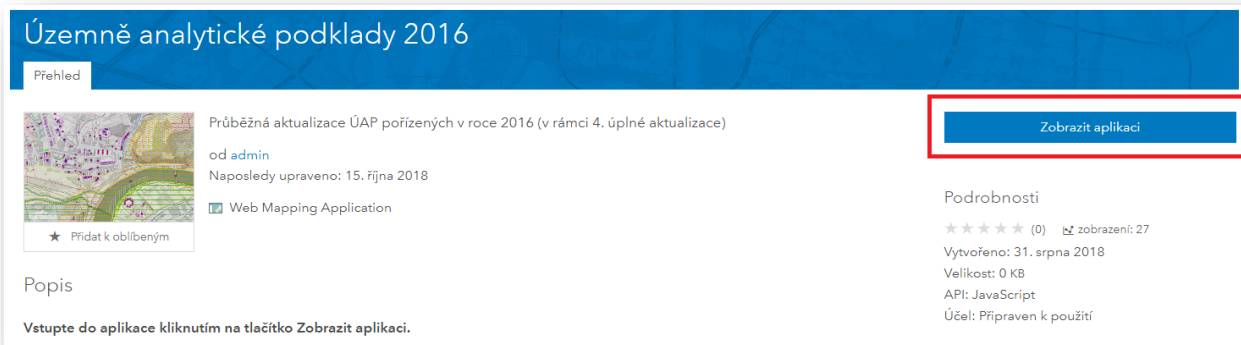 Územně analytické podklady 2016
Přehled
Průběžná aktualizace ÚAP pořízených v roce 2016 (v rámci 4. úplné aktualizace)
od admin
Naposledy upraveno: 15. října 2018
Web Mapping Application
★ Přidat k oblíbeným
Popis
Vstupte do aplikace kliknutím na tlačítko Zobrazit aplikaci.
Zobrazit aplikaci
Podrobnosti
★ ★ ★ ★ ★ (0) zobrazení: 27
Vytvořeno: 31. srpna 2018
Velikost: 0 KB
API: JavaScript
Účel: Připraven k použití